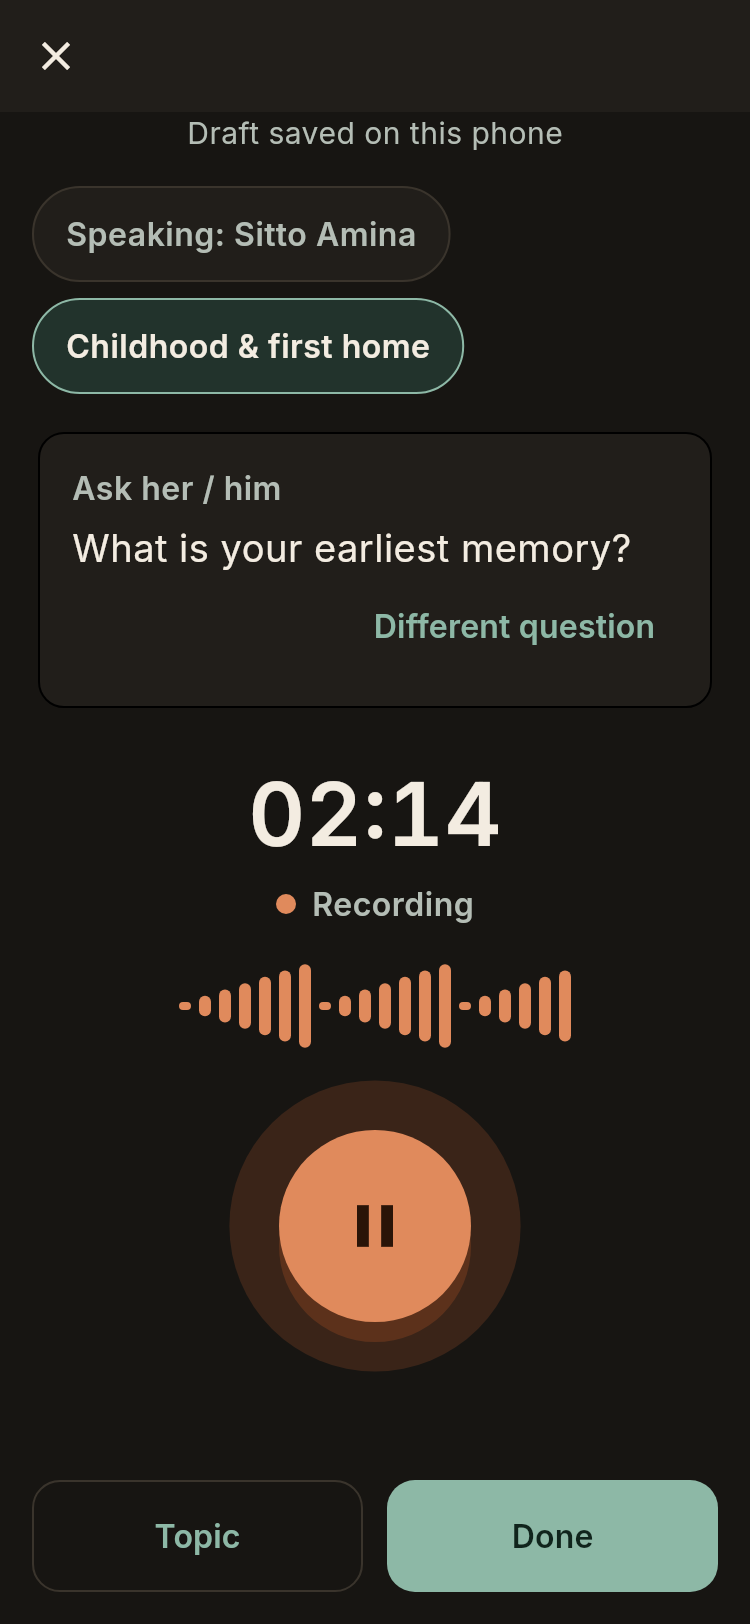 Draft saved on this phone
Speaking: Sitto Amina
Childhood & first home
Ask her / him
What is your earliest memory?
Different question
02:14
Recording
Topic
Done